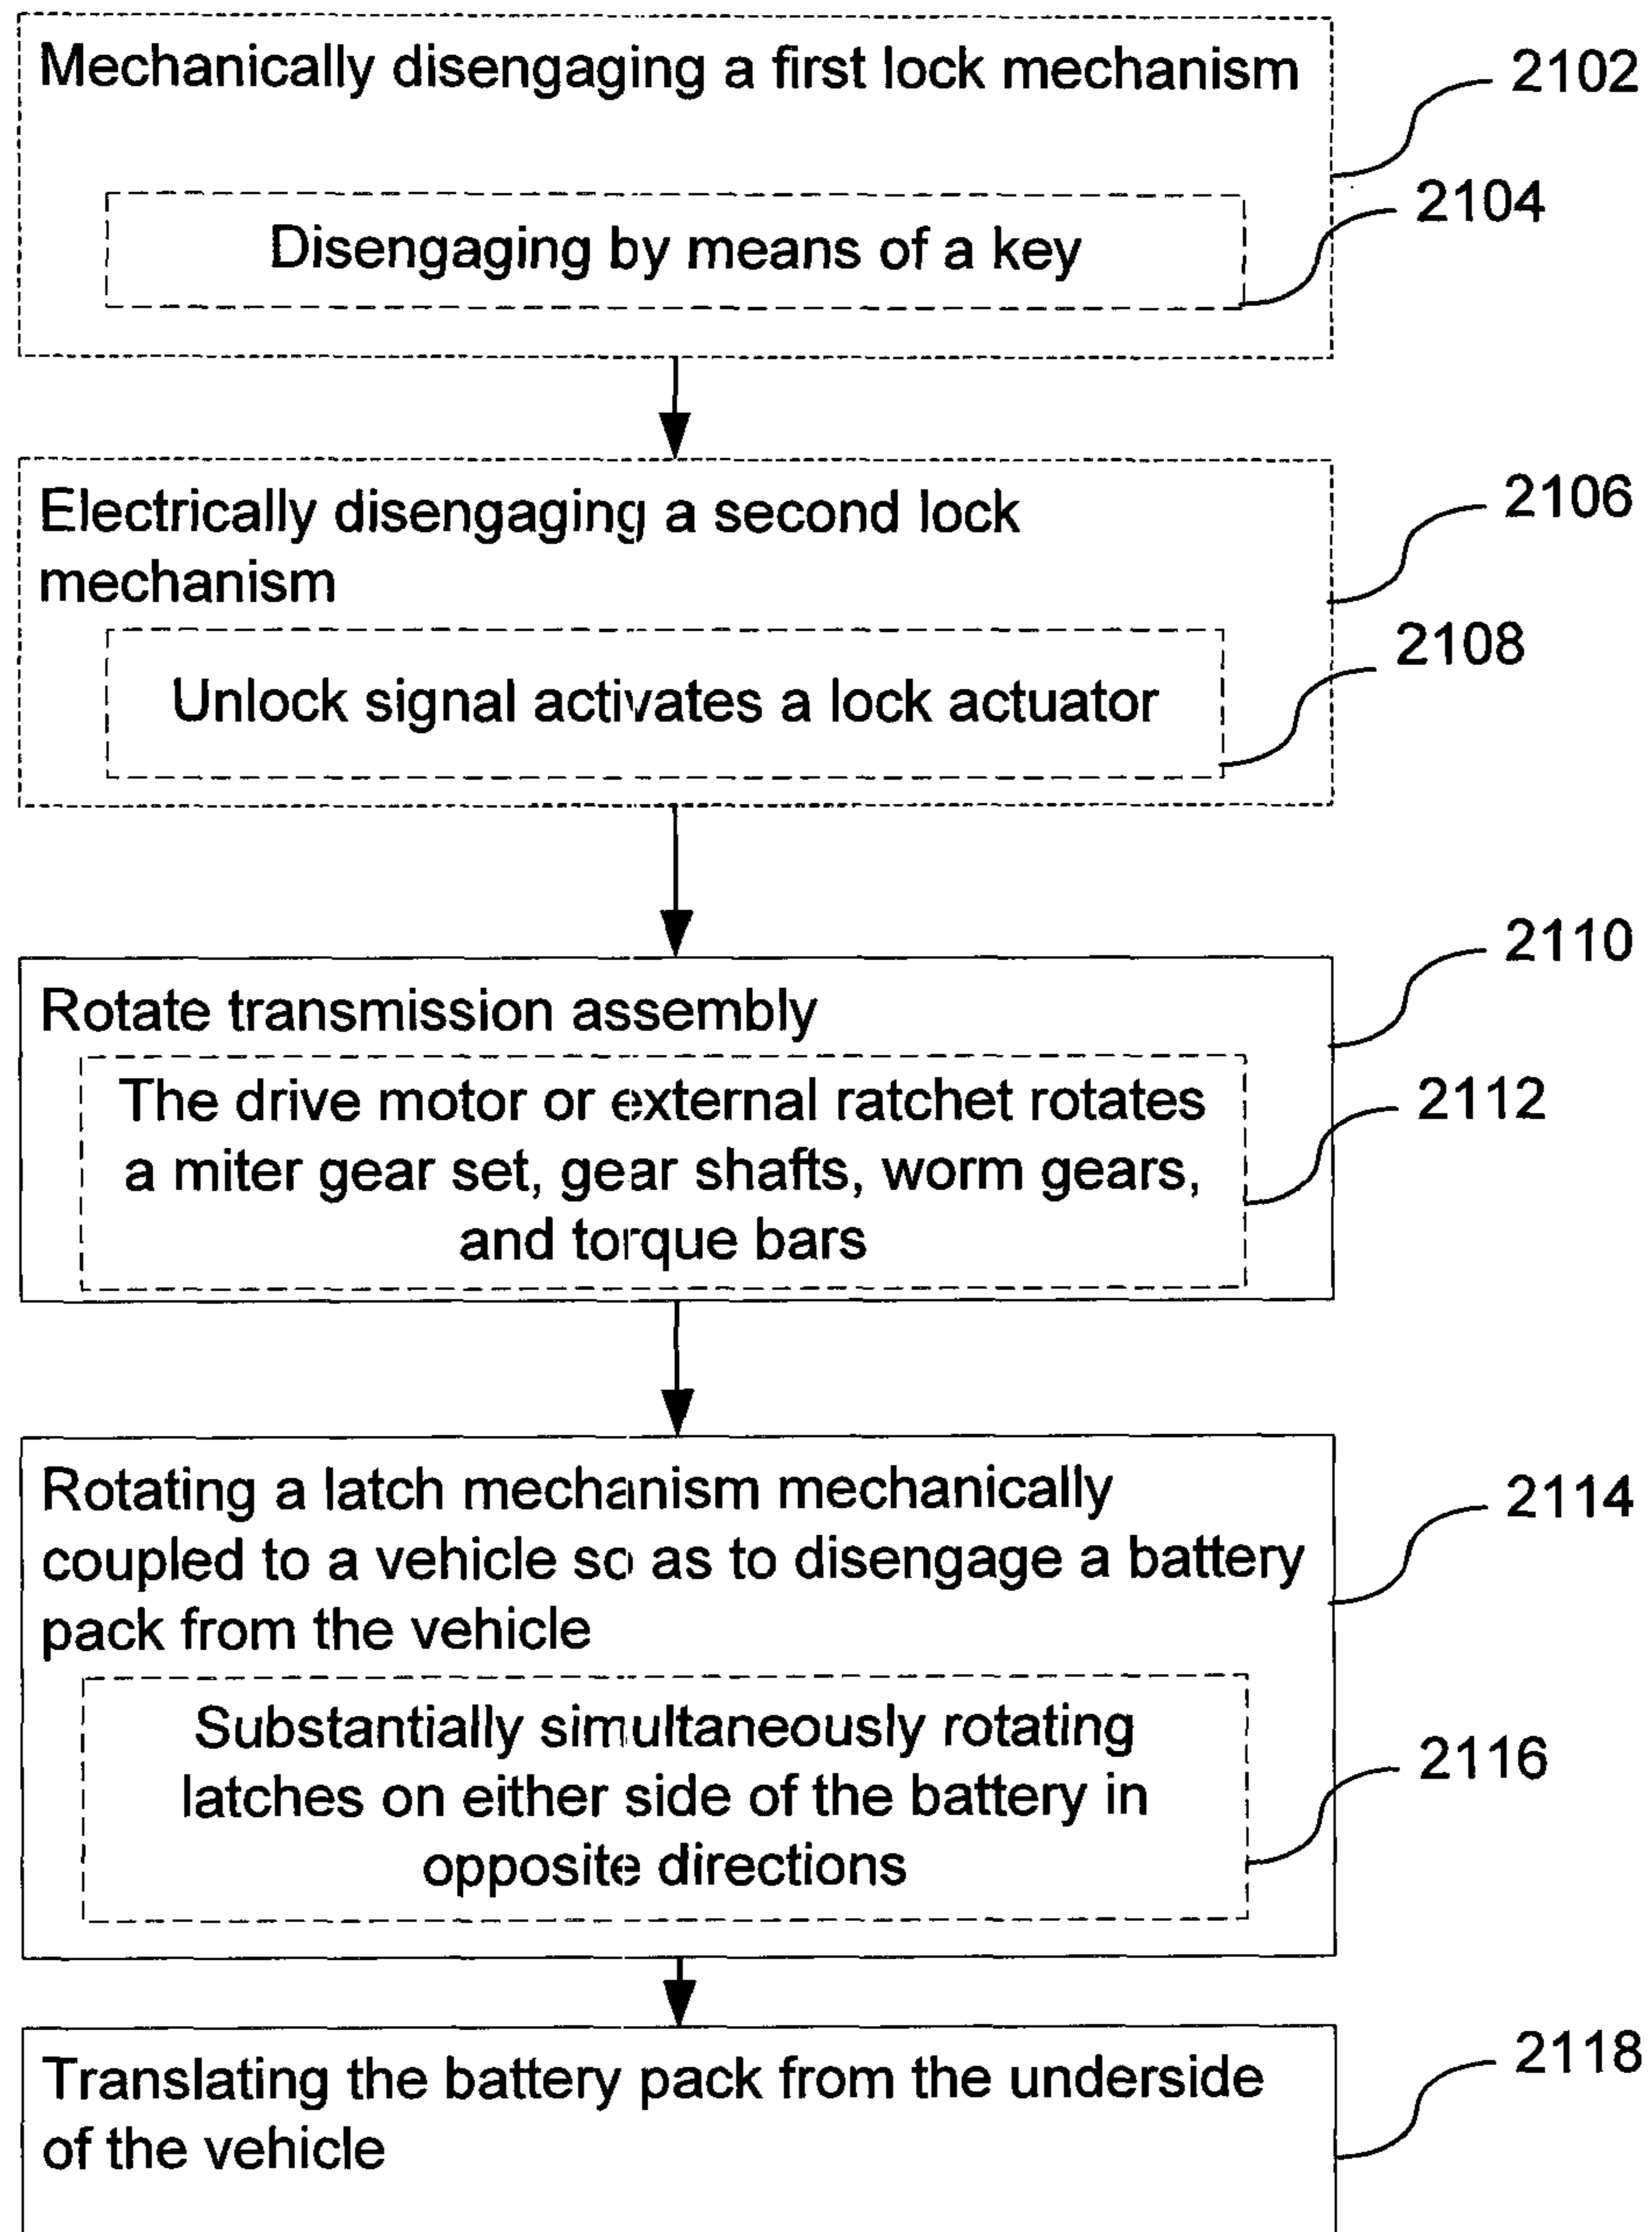 Mechanically disengaging a first lock mechanism
2102
Disengaging by means of a key
2104
Electrically disengaging a second lock
mechanism
2106
Unlock signal activates a lock actuator
2108
Rotate transmission assembly
2110
The drive motor or external ratchet rotates
a miter gear set, gear shafts, worm gears,
and torque bars
2112
Rotating a latch mechanism mechanically
coupled to a vehicle so as to disengage a battery
pack from the vehicle
2114
Substantially simultaneously rotating
latches on either side of the battery in
opposite directions
2116
Translating the battery pack from the underside
of the vehicle
2118